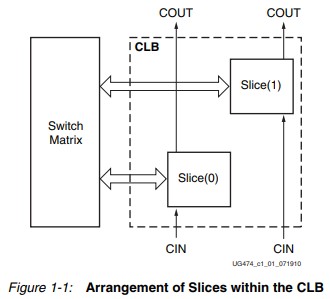 COUT COUT
CLB
Slice(1)
Switch
Matrix
Slice(0)
CIN CIN
UG474_c1_01_071910
Figure 1-1: Arrangement of Slices within the CLB